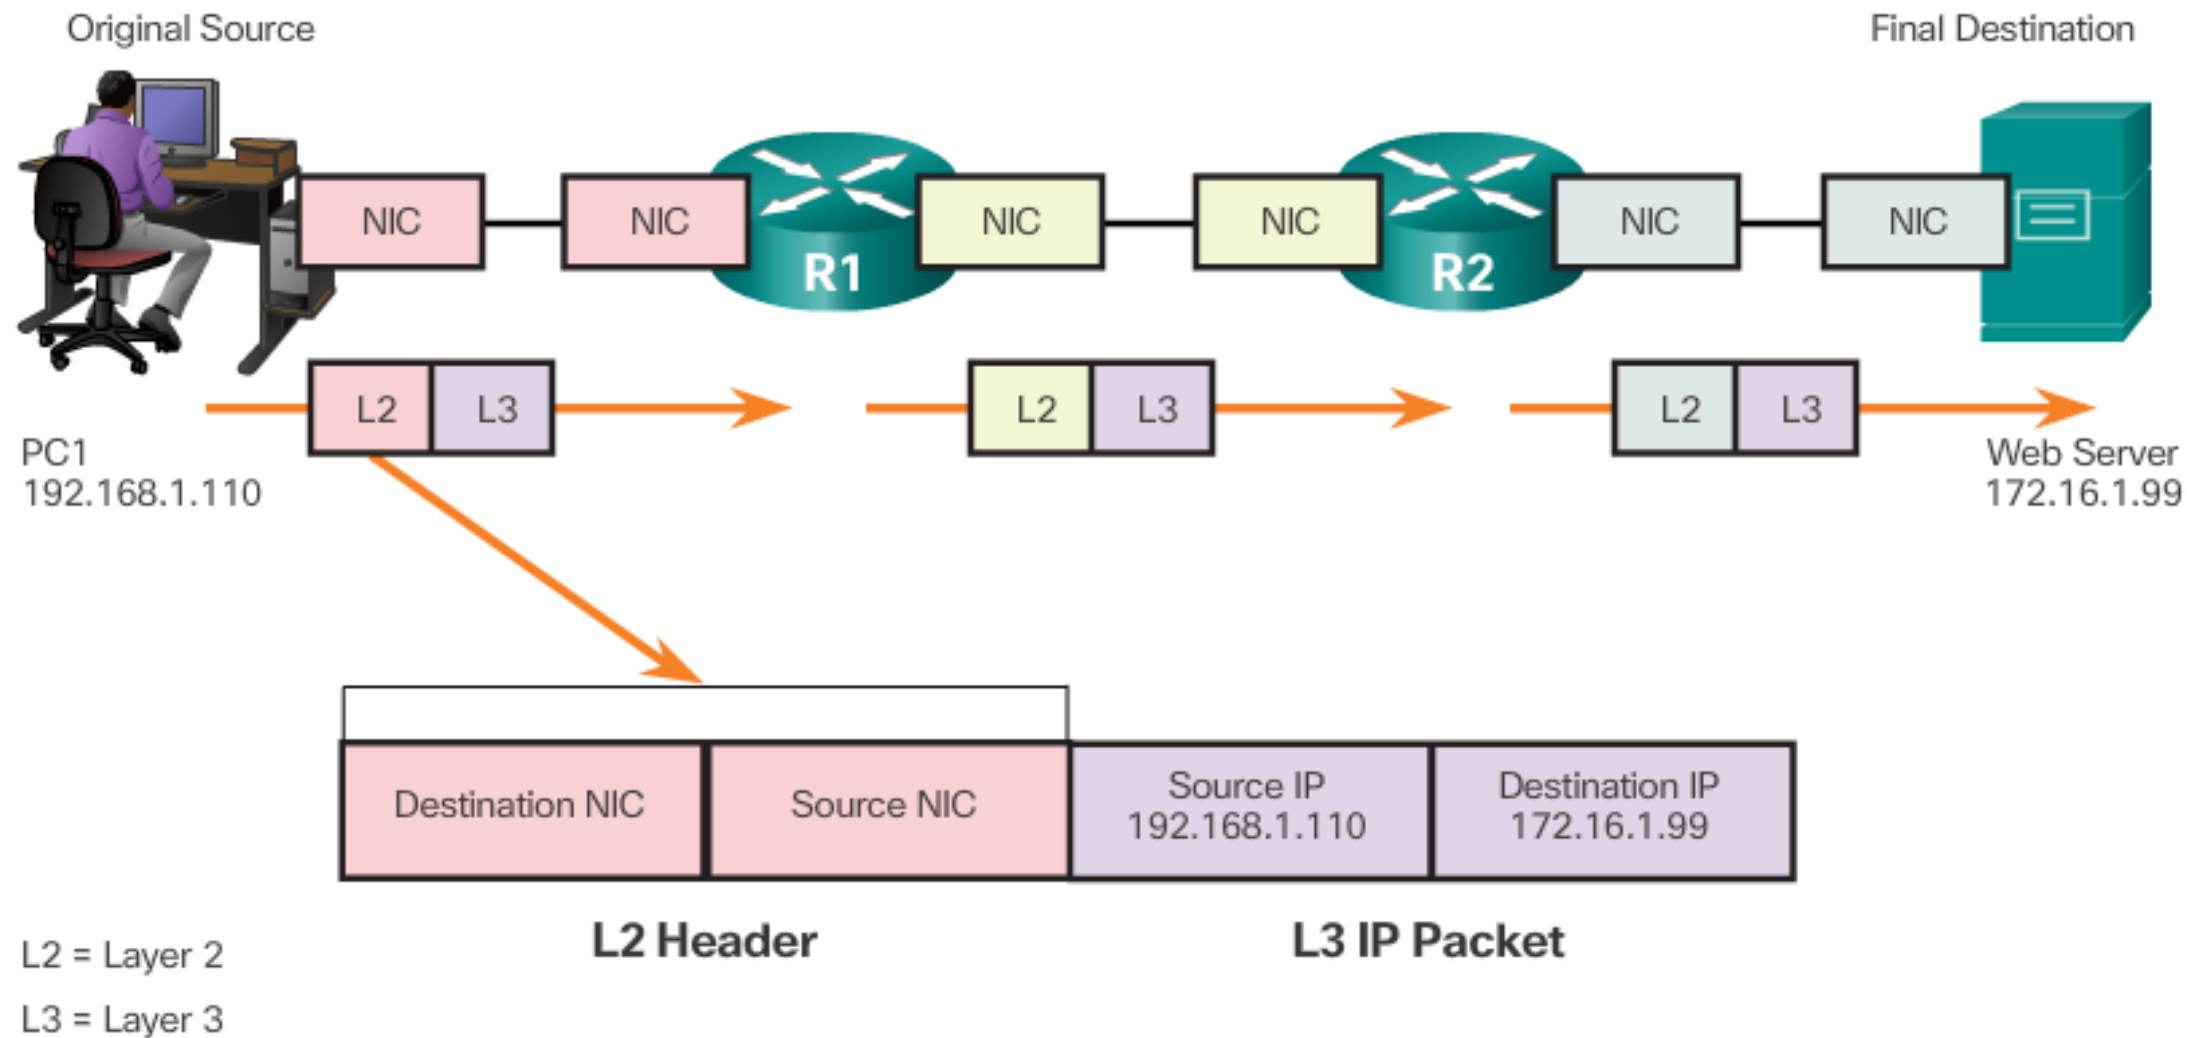 Original Source
Final Destination
NIC
NIC
NIC
NIC
NIC
NIC
R1
R2
L2
L3
L2
L3
L2
L3
PC1
192.168.1.110
Web Server
172.16.1.99
Destination NIC
Source NIC
Source IP
192.168.1.110
Destination IP
172.16.1.99
L2 Header
L3 IP Packet
L2 = Layer 2
L3 = Layer 3